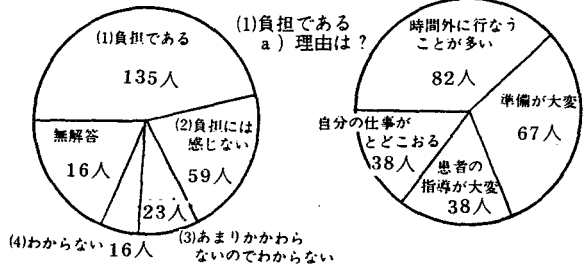 (1)負担である
135人
(2)負担には
感じない
59人
23人
(3)あまりかかわら
ないのでわからない
16人
(4)わからない
無解答
16人
(1)負担である
a）理由は？
時間外に行なう
ことが多い
82人
準備が大変
67人
患者の
指導が大変
38人
自分の仕事が
とどこおる
38人